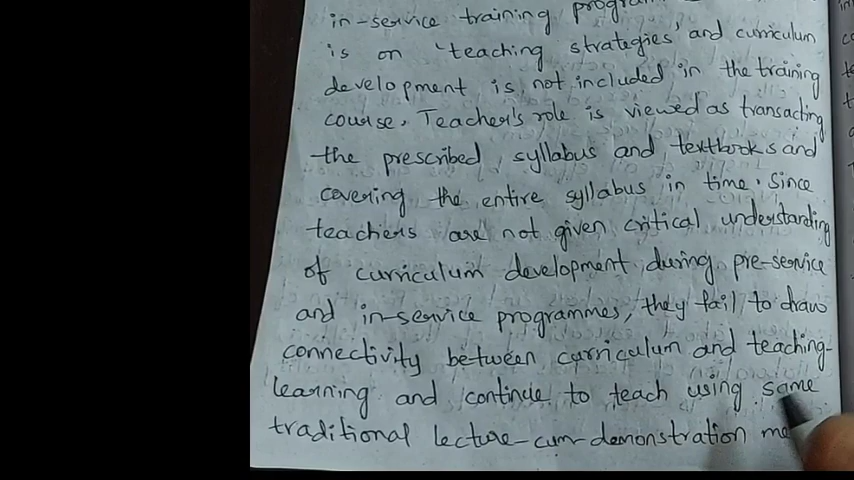 in-service training
is on 'teaching strategies' and curriculum
development is not included in the training
course. Teacher's role is viewed as transacting
the prescribed syllabus and textbooks and
covering the entire syllabus in time. Since
teachers are not given critical understanding
of curriculum development during pre-service
and in-service programmes, they fail to draw
connectivity between curriculum and teaching-
learning and continue to teach using same
traditional lecture-cum-demonstration